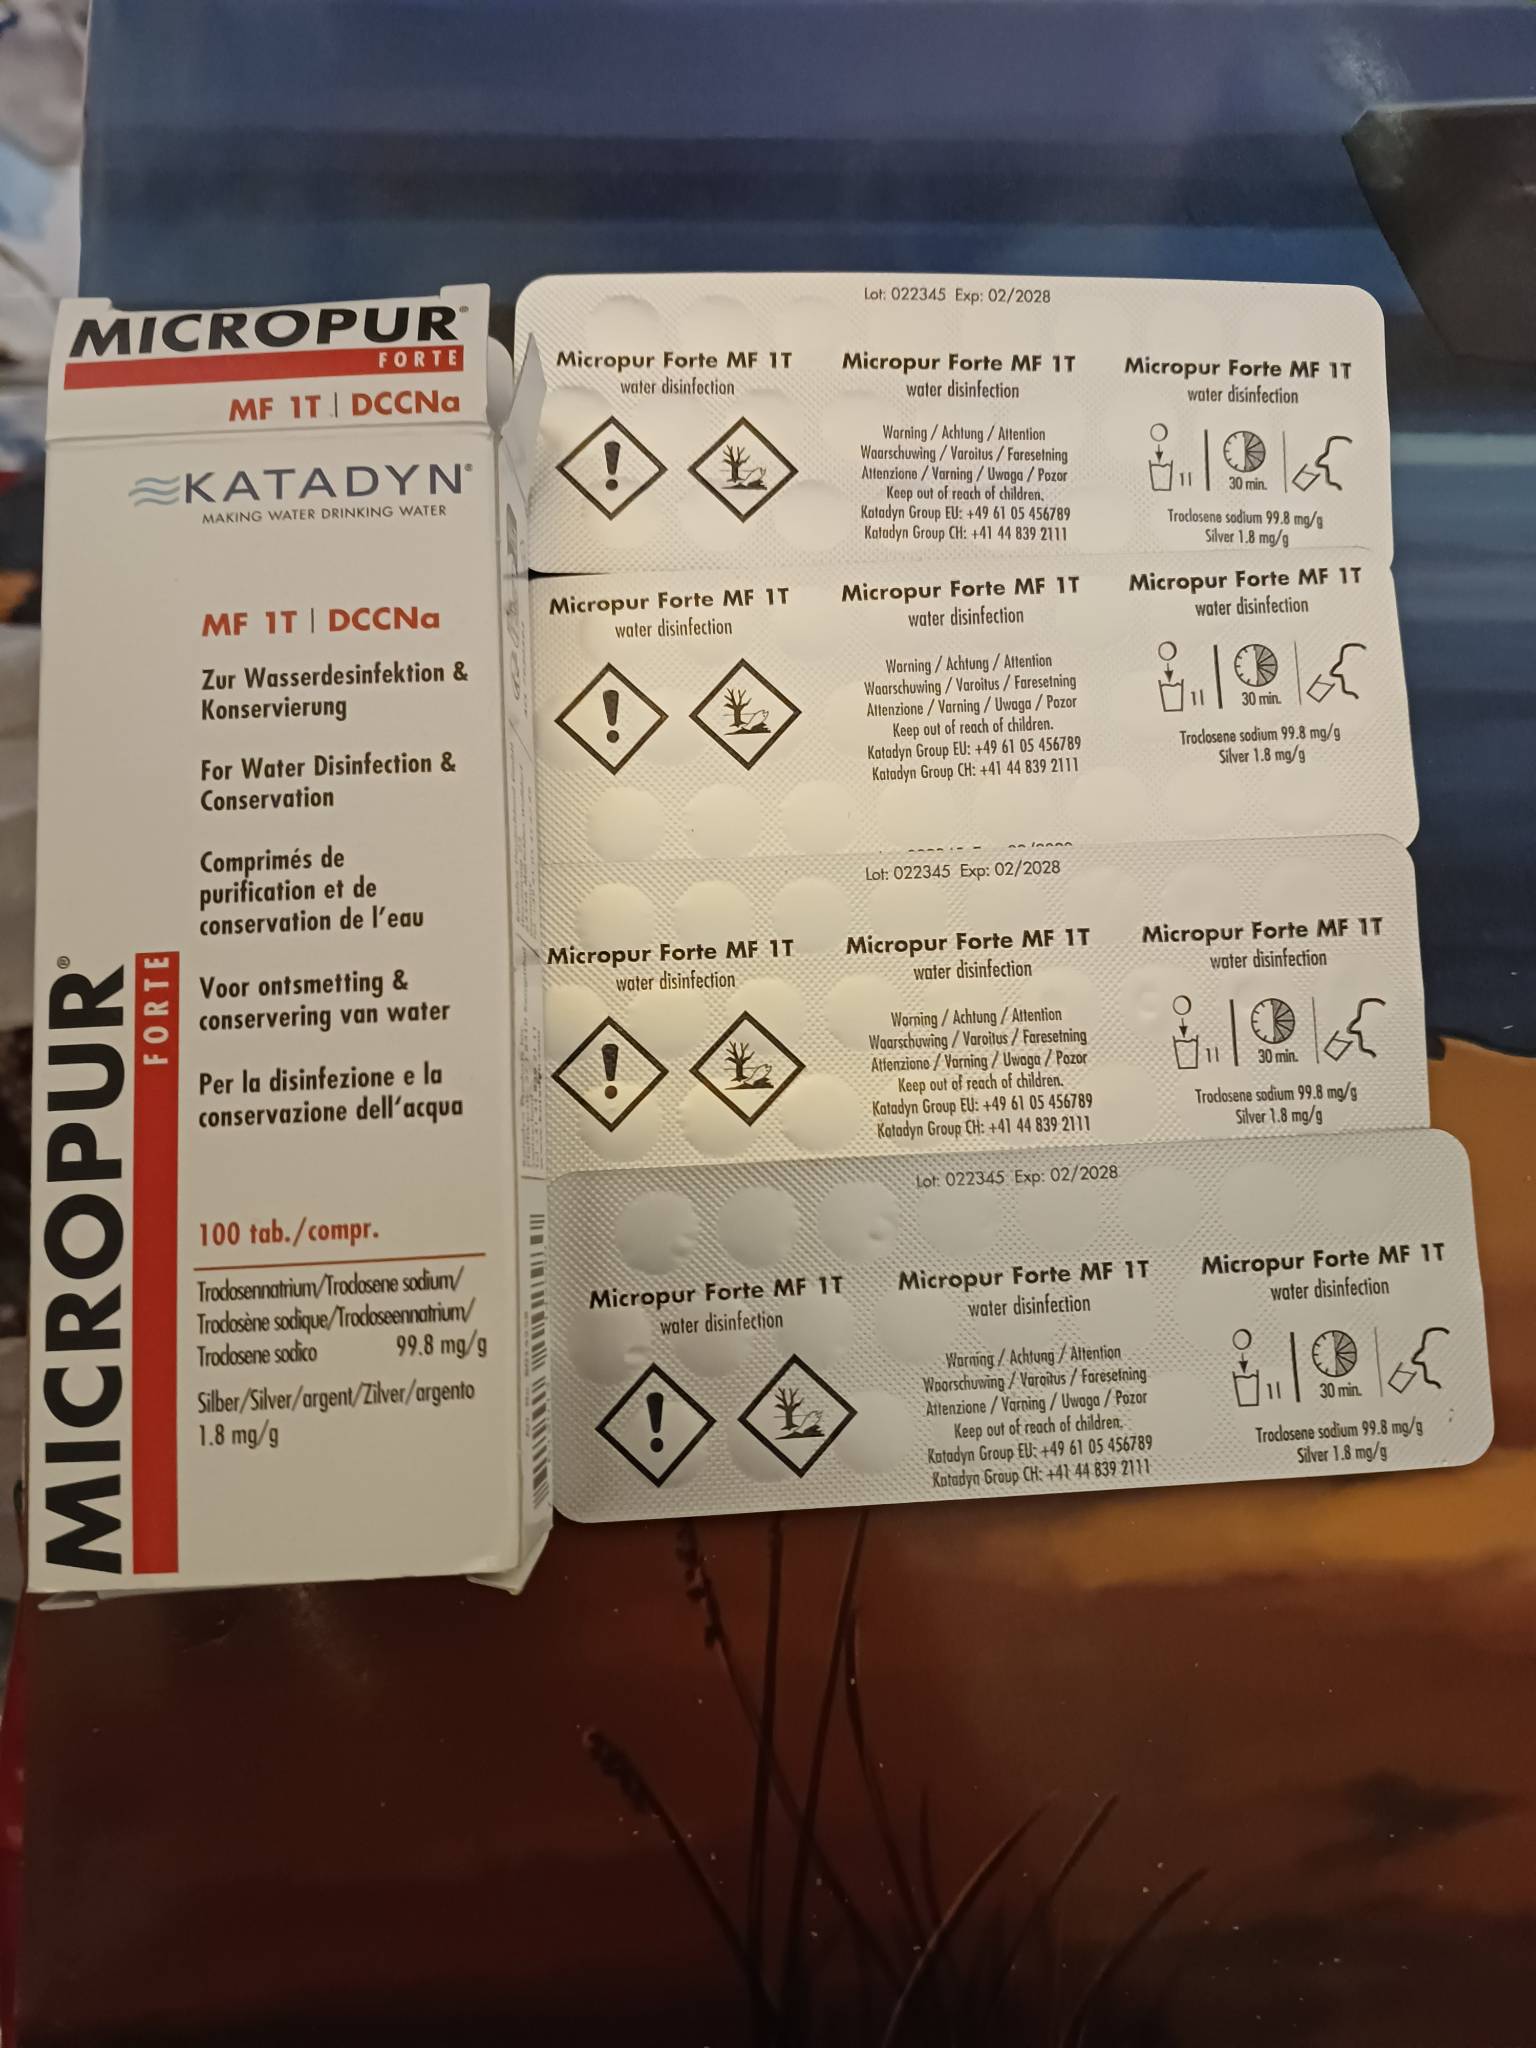 MICROPUR®
FORTE
MF 1T | DCCNa
KATADYN®
MAKING WATER DRINKING WATER
MF 1T | DCCNa
Zur Wasserdesinfektion &
Konservierung
For Water Disinfection &
Conservation
Comprimés de
purification et de
conservation de l'eau
Voor ontsmetting &
conservering van water
Per la disinfezione e la
conservazione dell'acqua
100 tab./compr.
Troclosennatrium/Troclosene sodium/
Troclosène sodique/Trocloseennatrium/
Troclosene sodico 99.8 mg/g
Silber/Silver/argent/Zilver/argento
1.8 mg/g
MICROPUR®
FORTE
Lot: 022345 Exp: 02/2028
Micropur Forte MF 1T
water disinfection
Micropur Forte MF 1T
water disinfection
Warning / Achtung / Attention
Waarschuwing / Varoitus / Faresetning
Attenzione / Varning / Uwaga / Pozor
Keep out of reach of children.
Katadyn Group EU: +49 61 05 456789
Katadyn Group CH: +41 44 839 2111
Micropur Forte MF 1T
water disinfection
1l
30 min.
Troclosene sodium 99.8 mg/g
Silver 1.8 mg/g
Micropur Forte MF 1T
water disinfection
Micropur Forte MF 1T
water disinfection
Warning / Achtung / Attention
Waarschuwing / Varoitus / Faresetning
Attenzione / Varning / Uwaga / Pozor
Keep out of reach of children.
Katadyn Group EU: +49 61 05 456789
Katadyn Group CH: +41 44 839 2111
Micropur Forte MF 1T
water disinfection
1l
30 min.
Troclosene sodium 99.8 mg/g
Silver 1.8 mg/g
Lot: 022345 Exp: 02/2028
Micropur Forte MF 1T
water disinfection
Micropur Forte MF 1T
water disinfection
Warning / Achtung / Attention
Waarschuwing / Varoitus / Faresetning
Attenzione / Varning / Uwaga / Pozor
Keep out of reach of children.
Katadyn Group EU: +49 61 05 456789
Katadyn Group CH: +41 44 839 2111
Micropur Forte MF 1T
water disinfection
1l
30 min.
Troclosene sodium 99.8 mg/g
Silver 1.8 mg/g
Lot: 022345 Exp: 02/2028
Micropur Forte MF 1T
water disinfection
Micropur Forte MF 1T
water disinfection
Warning / Achtung / Attention
Waarschuwing / Varoitus / Faresetning
Attenzione / Varning / Uwaga / Pozor
Keep out of reach of children.
Katadyn Group EU: +49 61 05 456789
Katadyn Group CH: +41 44 839 2111
Micropur Forte MF 1T
water disinfection
1l
30 min.
Troclosene sodium 99.8 mg/g
Silver 1.8 mg/g